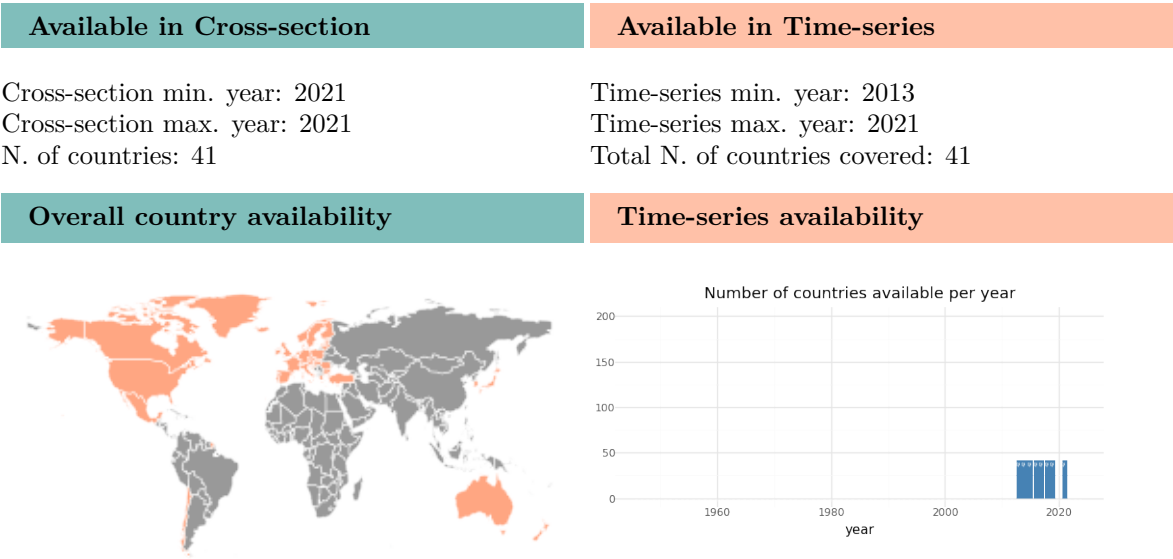 Available in Cross-section
Available in Time-series
Cross-section min. year: 2021
Cross-section max. year: 2021
N. of countries: 41
Time-series min. year: 2013
Time-series max. year: 2021
Total N. of countries covered: 41
Overall country availability
Time-series availability
Number of countries available per year
200
150
100
50
0
1960
1980
2000
2020
year